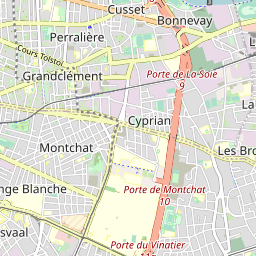 Cusset
Bonnevay
Perralière
Cours Tolstoï
Grandclément
Porte de La Soie
9
La
Cyprian
Montchat
Les Bro
nge Blanche
Porte de Montchat
10
svaal
Porte du Vinatier